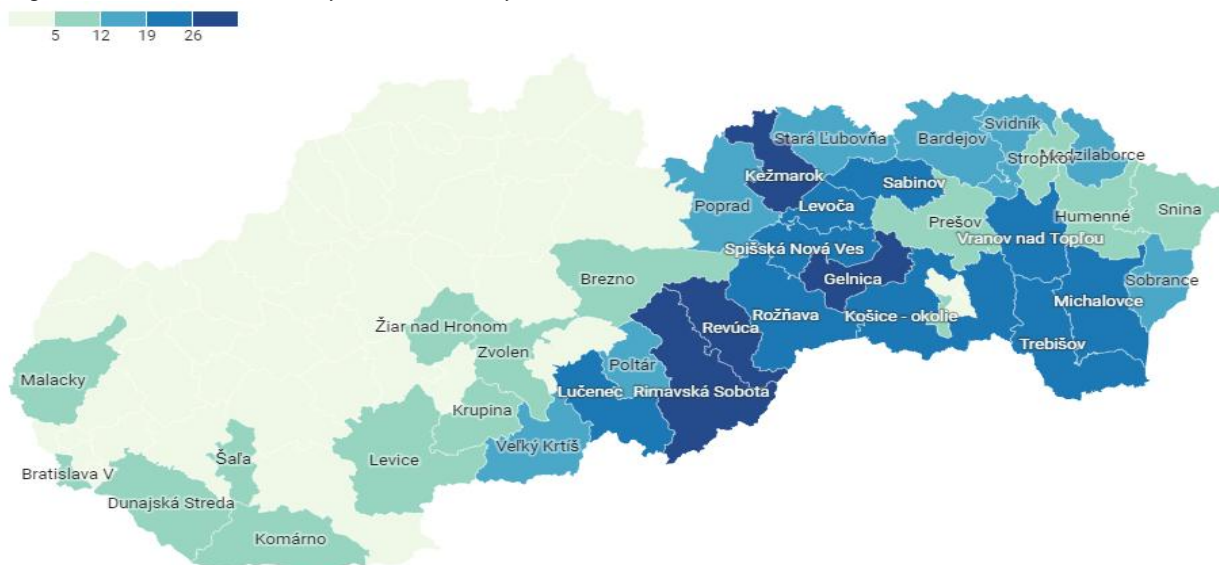 5 12 19 26
Svidník
Stará Ľubovňa
Bardejov
Medzilaborce
Stropkov
Kežmarok
Sabinov
Poprad
Levoča
Prešov
Humenné
Snina
Vranov nad Topľou
Spišská Nová Ves
Brezno
Gelnica
Sobrance
Michalovce
Žiar nad Hronom
Revúca
Rožňava
Košice - okolie
Zvolen
Trebišov
Poltár
Malacky
Lučenec
Rimavská Sobota
Krupina
Veľký Krtíš
Šaľa
Levice
Bratislava V
Dunajská Streda
Komárno